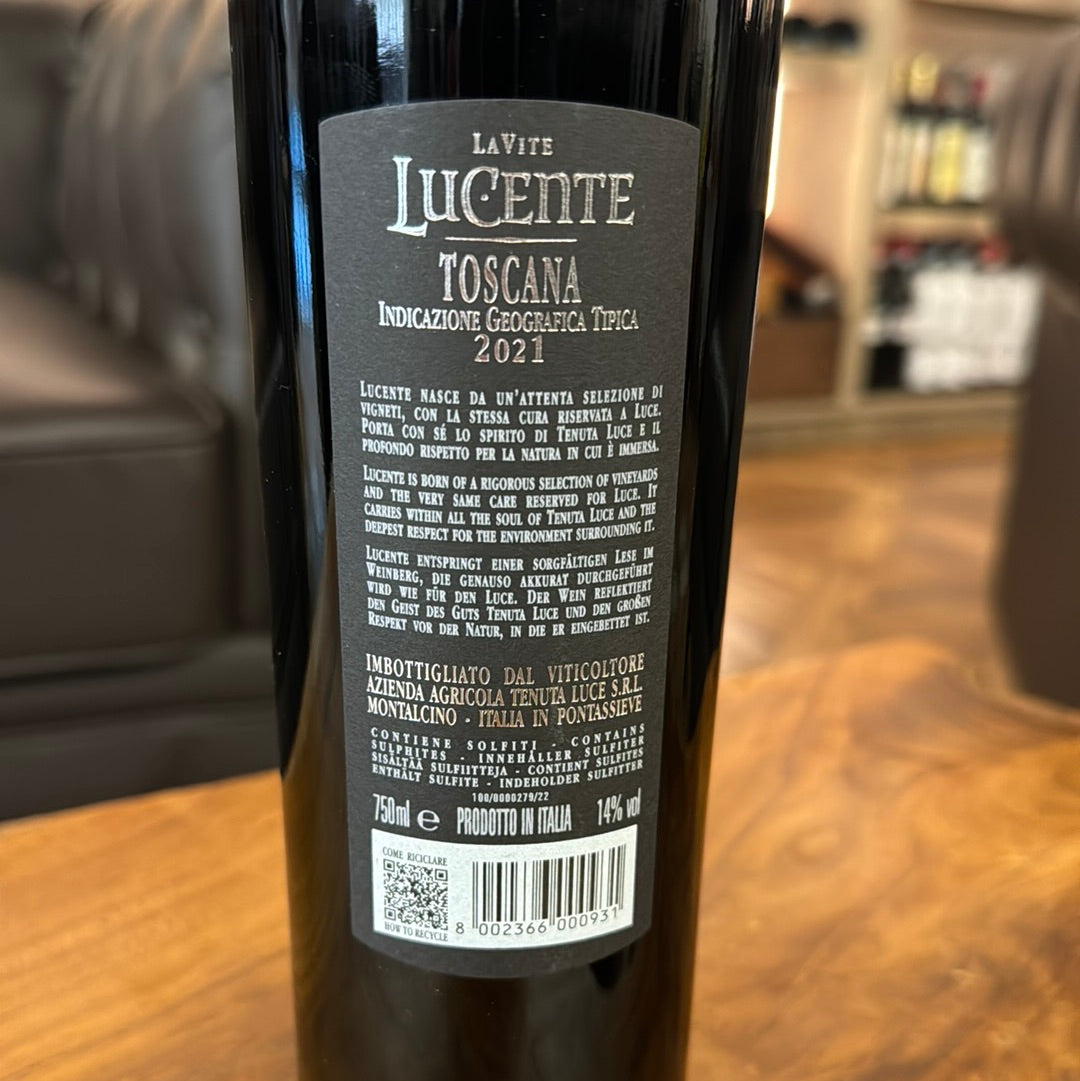 LAVITE
LUCENTE
TOSCANA
INDICAZIONE GEOGRAFICA TIPICA
2021
LUCENTE NASCE DA UN'ATTENTA SELEZIONE DI
VIGNETI, CON LA STESSA CURA RISERVATA A LUCE.
PORTA CON SÉ LO SPIRITO DI TENUTA LUCE E IL
PROFONDO RISPETTO PER LA NATURA IN CUI È IMMERSA.
LUCENTE IS BORN OF A RIGOROUS SELECTION OF VINEYARDS
AND THE VERY SAME CARE RESERVED FOR LUCE. IT
CARRIES WITHIN ALL THE SOUL OF TENUTA LUCE AND THE
DEEPEST RESPECT FOR THE ENVIRONMENT SURROUNDING IT.
LUCENTE ENTSPRINGT EINER SORGFÄLTIGEN LESE IM
WEINBERG, DIE GENAUSO AKKURAT DURCHGEFÜHRT
WIRD WIE FÜR DEN LUCE. DER WEIN REFLEKTIERT
DEN GEIST DES GUTS TENUTA LUCE UND DEN GROßEN
RESPEKT VOR DER NATUR, IN DIE ER EINGEBETTET IST.
IMBOTTIGLIATO DAL VITICOLTORE
AZIENDA AGRICOLA TENUTA LUCE S.R.L.
MONTALCINO - ITALIA IN PONTASSIEVE
CONTIENE SOLFITI - CONTAINS
SULPHITES - INNEHÅLLER SULFITER
SISÄLTÄÄ SULFIITTEJA - CONTIENT SULFITES
ENTHÄLT SULFITE - INDEHOLDER SULFITTER
100/0000279/22
750ml e PRODOTTO IN ITALIA 14% vol
COME RICICLARE
HOW TO RECYCLE
8 002366 000931